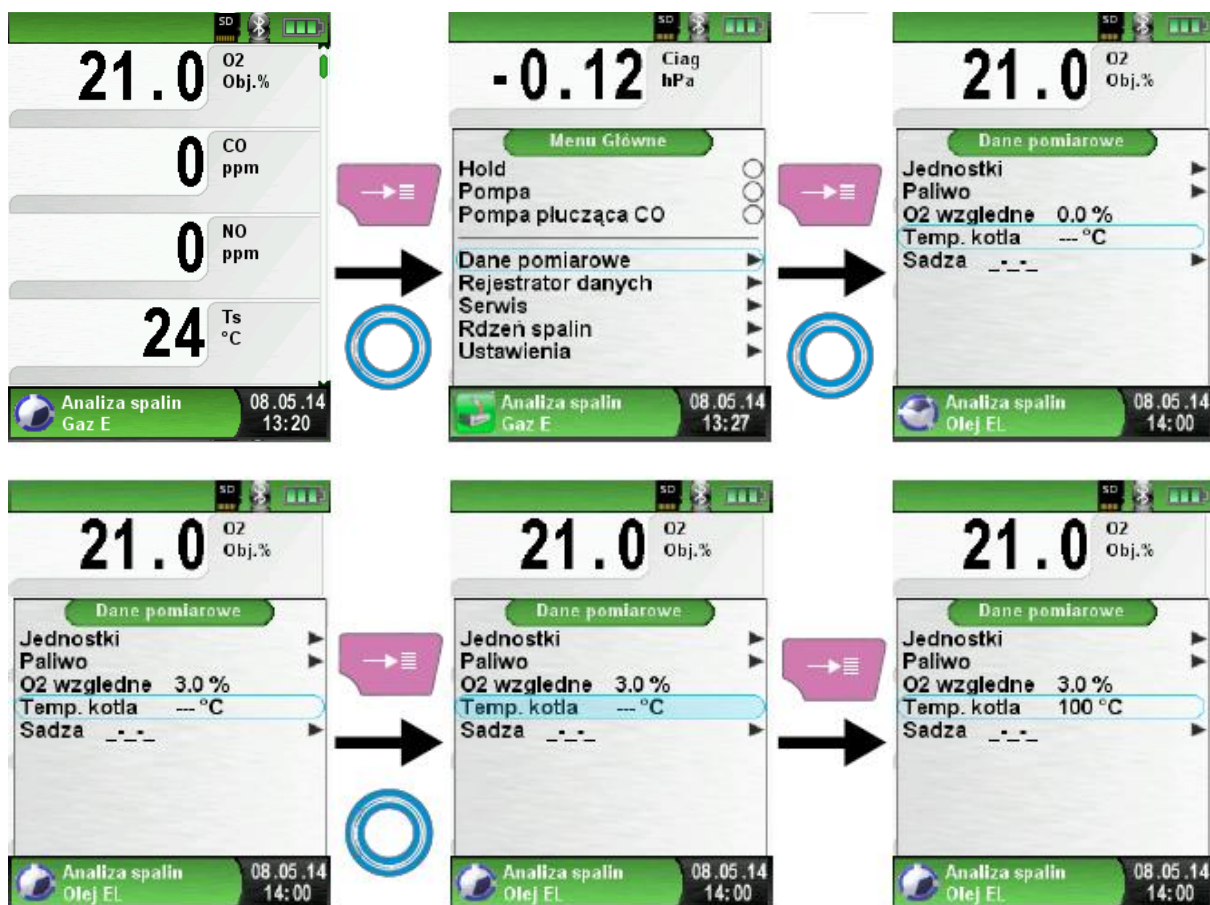 SD
21.0 O2 Obj.%
0 CO ppm
0 NO ppm
24 Ts °C
Analiza spalin 08.05.14
Gaz E 13:20
SD
-0.12 Ciag hPa
Menu Główne
Hold
Pompa
Pompa płucząca CO
Dane pomiarowe
Rejestrator danych
Serwis
Rdzeń spalin
Ustawienia
Analiza spalin 08.05.14
Gaz E 13:27
SD
21.0 O2 Obj.%
Dane pomiarowe
Jednostki
Paliwo
O2 wzgledne 0.0 %
Temp. kotla --- °C
Sadza _-_-_
Analiza spalin 08.05.14
Olej EL 14:00
SD
21.0 O2 Obj.%
Dane pomiarowe
Jednostki
Paliwo
O2 wzgledne 3.0 %
Temp. kotla --- °C
Sadza _-_-_
Analiza spalin 08.05.14
Olej EL 14:00
SD
21.0 O2 Obj.%
Dane pomiarowe
Jednostki
Paliwo
O2 wzgledne 3.0 %
Temp. kotla --- °C
Sadza _-_-_
Analiza spalin 08.05.14
Olej EL 14:00
SD
21.0 O2 Obj.%
Dane pomiarowe
Jednostki
Paliwo
O2 wzgledne 3.0 %
Temp. kotla 100 °C
Sadza _-_-_
Analiza spalin 08.05.14
Olej EL 14:00